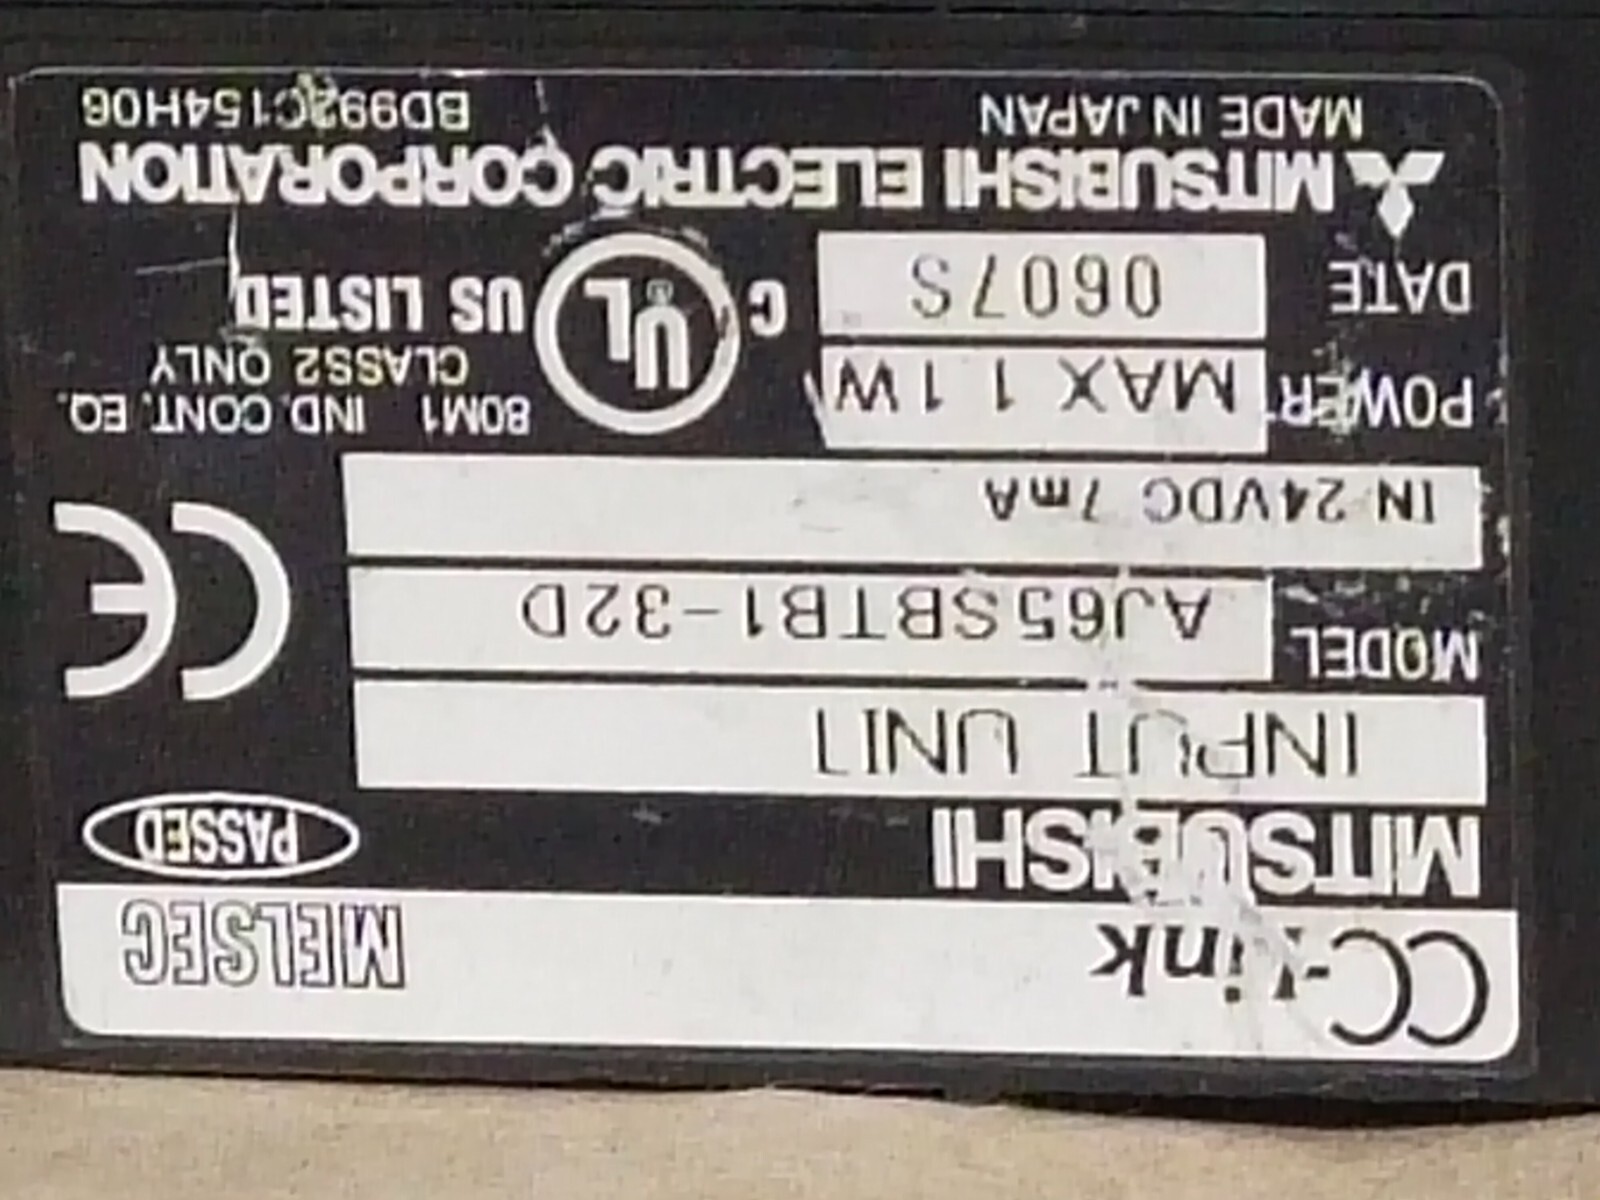 CC-Link MELSEC
MITSUBISHI PASSED
INPUT UNIT
MODEL AJ65SBTB1-32D
IN 24VDC 7mA
POWER MAX 1.1W
80M1 IND. CONT. EQ.
CLASS2 ONLY
DATE 0607S
C UL US LISTED
CE
MITSUBISHI ELECTRIC CORPORATION
MADE IN JAPAN BD992C154H06